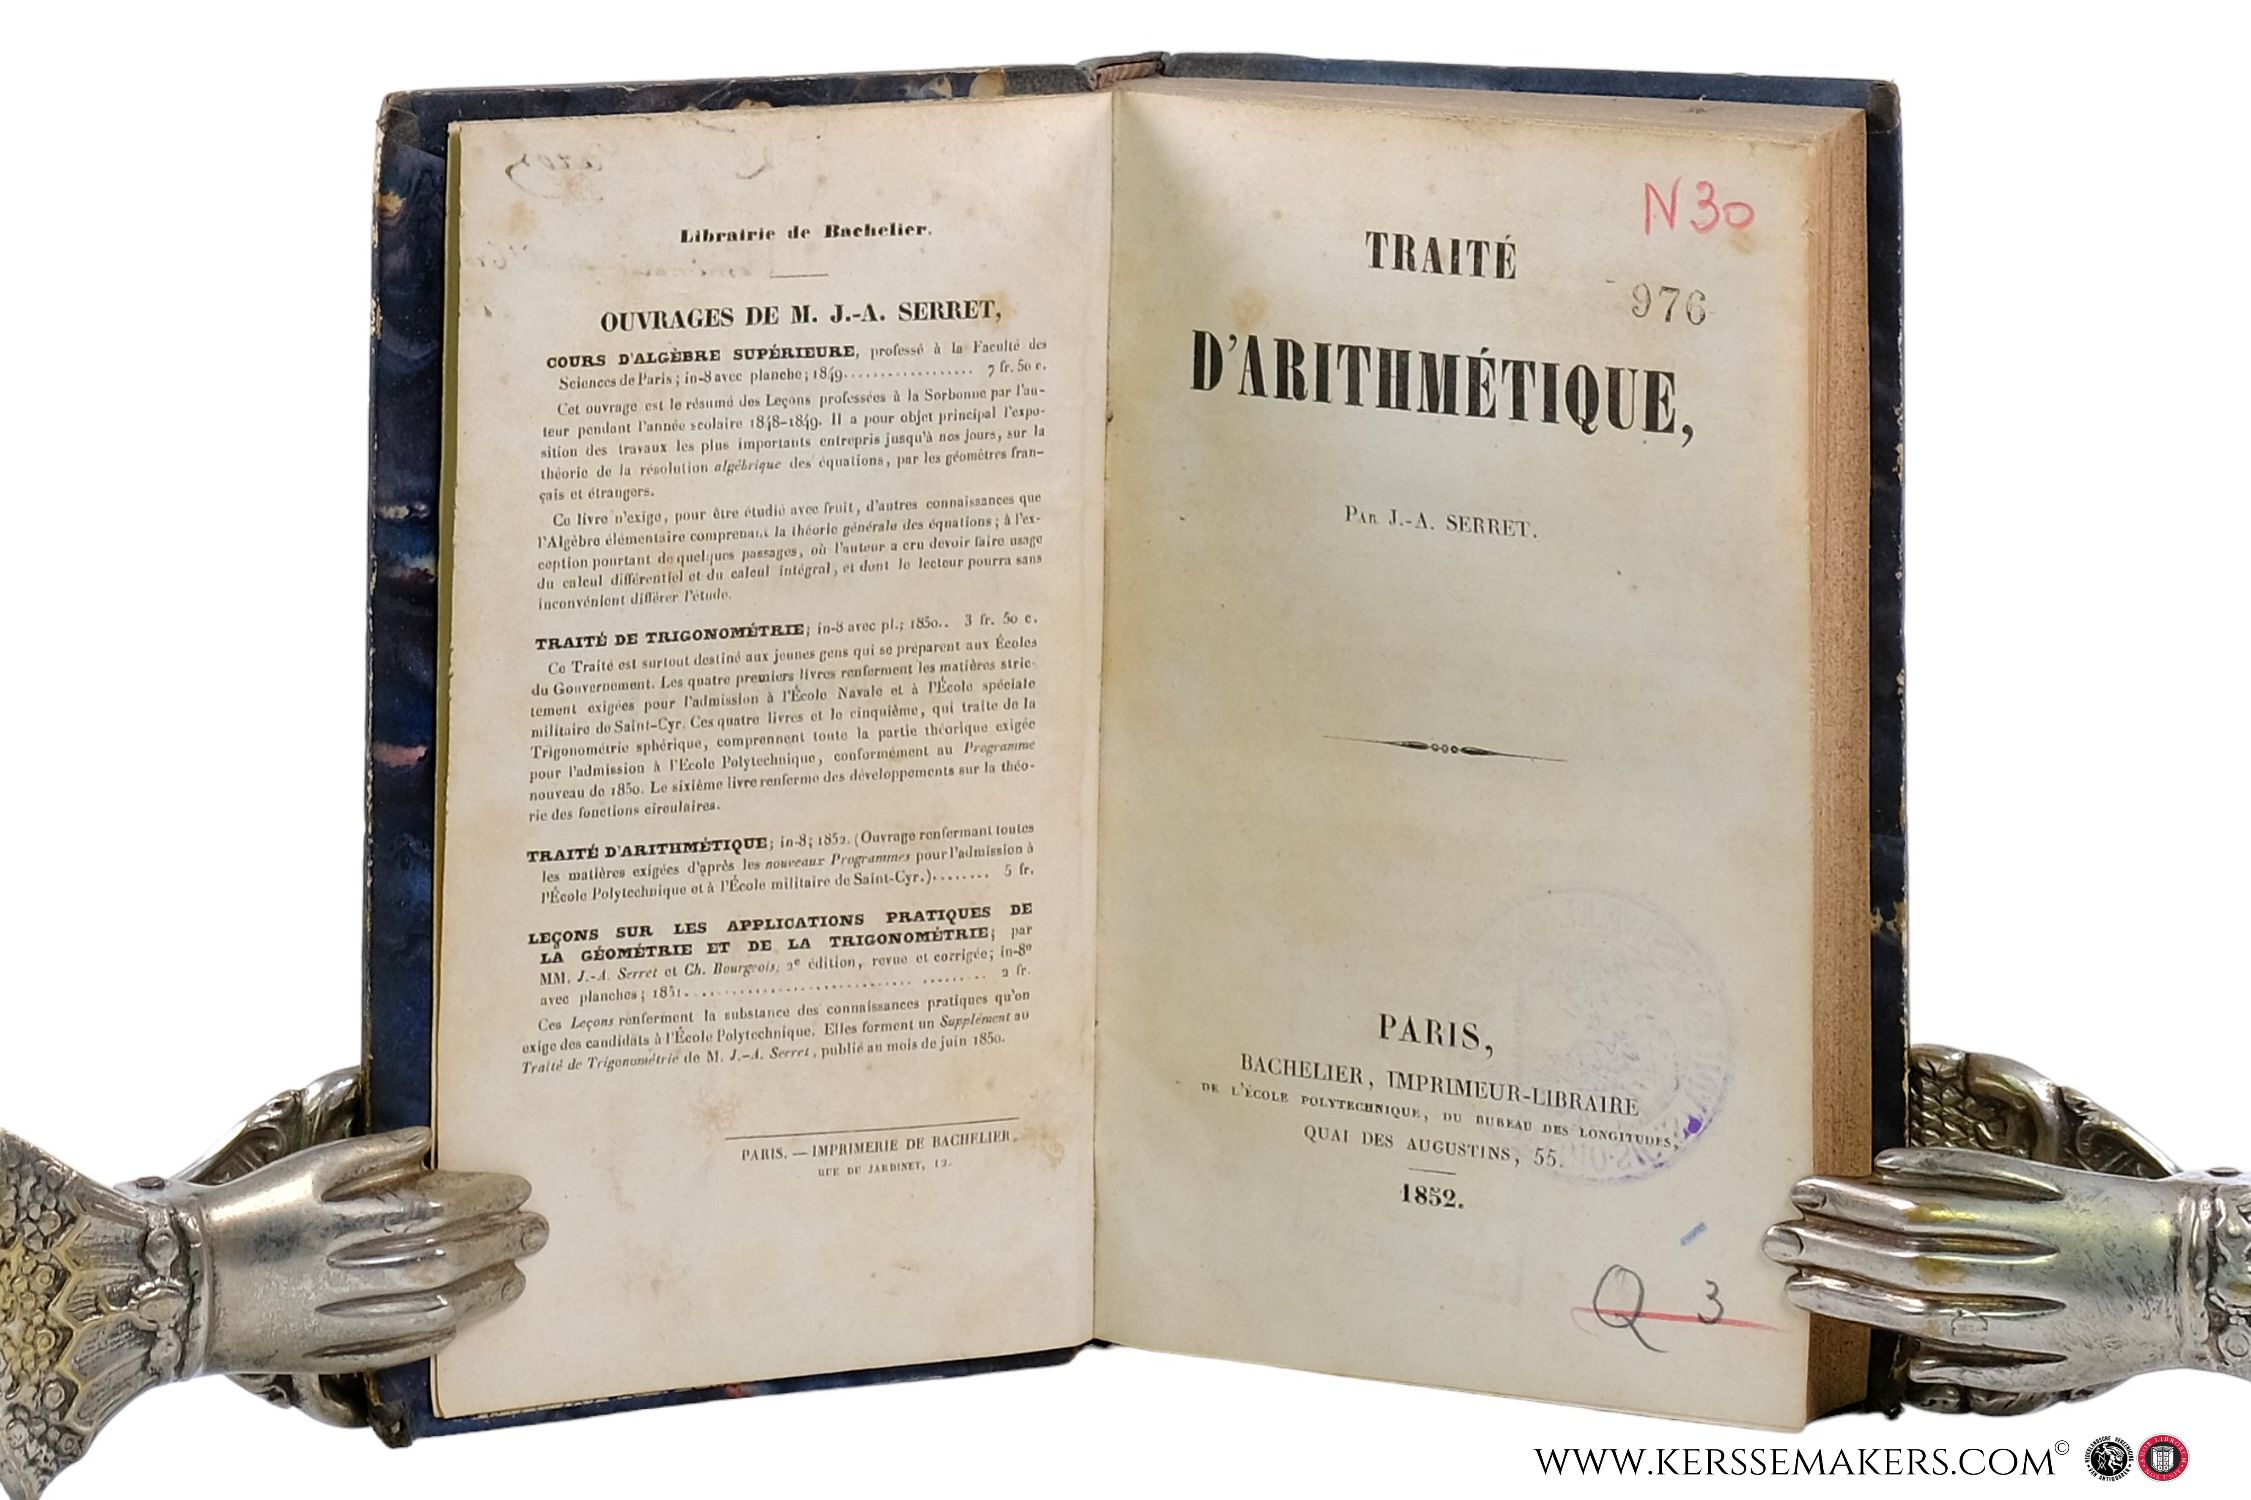 Librairie de Bachelier.
OUVRAGES DE M. J.-A. SERRET,
COURS D'ALGÈBRE SUPÉRIEURE, professé à la Faculté des
Sciences de Paris; in-8 avec planche; 1849.................. 7 fr. 50 c.
Cet ouvrage est le résumé des Leçons professées à la Sorbonne par l'au-
teur pendant l'année scolaire 1848-1849. Il a pour objet principal l'expo-
sition des travaux les plus importants entrepris jusqu'à nos jours, sur la
théorie de la résolution algébrique des équations, par les géomètres fran-
çais et étrangers.
Ce livre n'exige, pour être étudié avec fruit, d'autres connaissances que
l'Algèbre élémentaire comprenant la théorie générale des équations; à l'ex-
ception pourtant de quelques passages, où l'auteur a cru devoir faire usage
du calcul différentiel et du calcul intégral, et dont le lecteur pourra sans
inconvénient différer l'étude.
TRAITÉ DE TRIGONOMÉTRIE; in-8 avec pl.; 1850.. 3 fr. 50 c.
Ce Traité est surtout destiné aux jeunes gens qui se préparent aux Écoles
du Gouvernement. Les quatre premiers livres renferment les matières stric-
tement exigées pour l'admission à l'École Navale et à l'École spéciale
militaire de Saint-Cyr. Ces quatre livres et le cinquième, qui traite de la
Trigonométrie sphérique, comprennent toute la partie théorique exigée
pour l'admission à l'École Polytechnique, conformément au Programme
nouveau de 1850. Le sixième livre renferme des développements sur la théo-
rie des fonctions circulaires.
TRAITÉ D'ARITHMÉTIQUE; in-8; 1852. (Ouvrage renfermant toutes
les matières exigées d'après les nouveaux Programmes pour l'admission à
l'École Polytechnique et à l'École militaire de Saint-Cyr.)........ 5 fr.
LEÇONS SUR LES APPLICATIONS PRATIQUES DE
LA GÉOMÉTRIE ET DE LA TRIGONOMÉTRIE; par
MM. J.-A. Serret et Ch. Bourgeois; 2e édition, revue et corrigée; in-8º
avec planches; 1851.............................. ......... 2 fr.
Ces Leçons renferment la substance des connaissances pratiques qu'on
exige des candidats à l'École Polytechnique. Elles forment un Supplément au
Traité de Trigonométrie de M. J.-A. Serret, publié au mois de juin 1850.
PARIS. — IMPRIMERIE DE BACHELIER,
RUE DU JARDINET, 12.
N 30
TRAITÉ
976
D'ARITHMÉTIQUE,
PAR J.-A. SERRET.
PARIS,
BACHELIER, IMPRIMEUR-LIBRAIRE
DE L'ÉCOLE POLYTECHNIQUE, DU BUREAU DES LONGITUDES,
QUAI DES AUGUSTINS, 55.
1852.
Q 3
WWW.KERSSEMAKERS.COM©